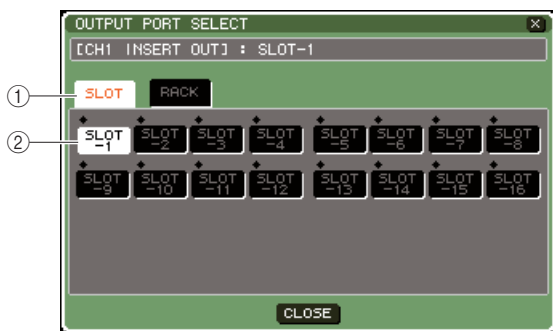 OUTPUT PORT SELECT X
[CH1 INSERT OUT] : SLOT-1
1 SLOT RACK
2 SLOT-1 SLOT-2 SLOT-3 SLOT-4 SLOT-5 SLOT-6 SLOT-7 SLOT-8
SLOT-9 SLOT-10 SLOT-11 SLOT-12 SLOT-13 SLOT-14 SLOT-15 SLOT-16
CLOSE